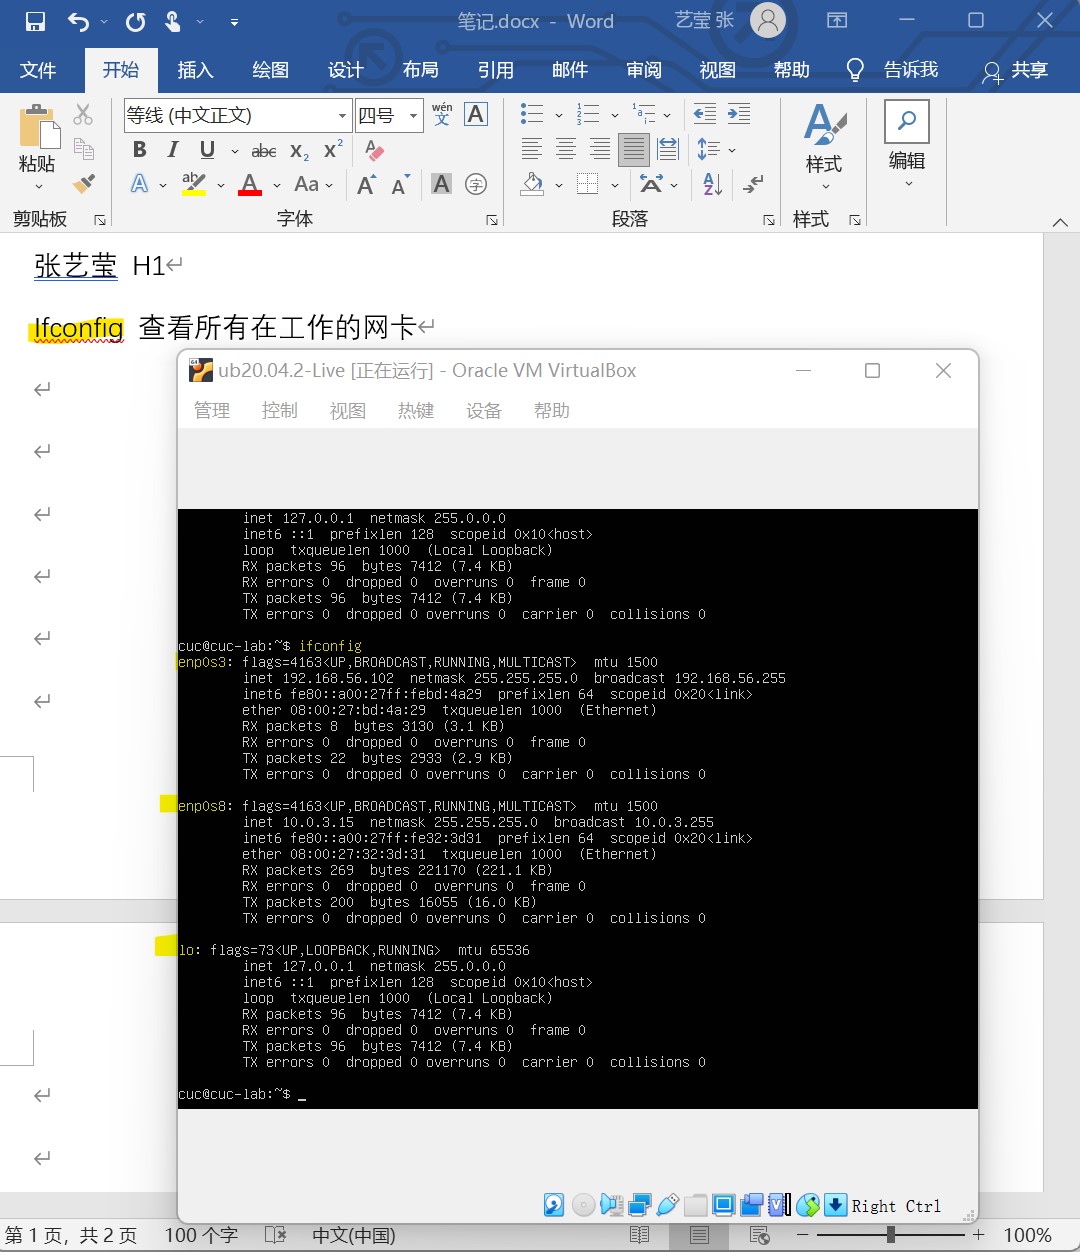 笔记.docx - Word 艺莹 张
文件 开始 插入 绘图 设计 布局 引用 邮件 审阅 视图 帮助 告诉我 共享
等线 (中文正文) 四号 wén 文 A
粘贴 B I U abc X₂ X² 样式 编辑
A ab A Aa A A A 字 A Z
剪贴板 字体 段落 样式
张艺莹 H1
Ifconfig 查看所有在工作的网卡
ub20.04.2-Live [正在运行] - Oracle VM VirtualBox
管理 控制 视图 热键 设备 帮助
inet 127.0.0.1 netmask 255.0.0.0
inet6 ::1 prefixlen 128 scopeid 0x10<host>
loop txqueuelen 1000 (Local Loopback)
RX packets 96 bytes 7412 (7.4 KB)
RX errors 0 dropped 0 overruns 0 frame 0
TX packets 96 bytes 7412 (7.4 KB)
TX errors 0 dropped 0 overruns 0 carrier 0 collisions 0
cuc@cuc-lab:~$ ifconfig
enp0s3: flags=4163<UP,BROADCAST,RUNNING,MULTICAST> mtu 1500
inet 192.168.56.102 netmask 255.255.255.0 broadcast 192.168.56.255
inet6 fe80::a00:27ff:febd:4a29 prefixlen 64 scopeid 0x20<link>
ether 08:00:27:bd:4a:29 txqueuelen 1000 (Ethernet)
RX packets 8 bytes 3130 (3.1 KB)
RX errors 0 dropped 0 overruns 0 frame 0
TX packets 22 bytes 2933 (2.9 KB)
TX errors 0 dropped 0 overruns 0 carrier 0 collisions 0
enp0s8: flags=4163<UP,BROADCAST,RUNNING,MULTICAST> mtu 1500
inet 10.0.3.15 netmask 255.255.255.0 broadcast 10.0.3.255
inet6 fe80::a00:27ff:fe32:3d31 prefixlen 64 scopeid 0x20<link>
ether 08:00:27:32:3d:31 txqueuelen 1000 (Ethernet)
RX packets 269 bytes 221170 (221.1 KB)
RX errors 0 dropped 0 overruns 0 frame 0
TX packets 200 bytes 16055 (16.0 KB)
TX errors 0 dropped 0 overruns 0 carrier 0 collisions 0
lo: flags=73<UP,LOOPBACK,RUNNING> mtu 65536
inet 127.0.0.1 netmask 255.0.0.0
inet6 ::1 prefixlen 128 scopeid 0x10<host>
loop txqueuelen 1000 (Local Loopback)
RX packets 96 bytes 7412 (7.4 KB)
RX errors 0 dropped 0 overruns 0 frame 0
TX packets 96 bytes 7412 (7.4 KB)
TX errors 0 dropped 0 overruns 0 carrier 0 collisions 0
cuc@cuc-lab:~$ _
Right Ctrl
第 1 页，共 2 页 100 个字 中文(中国) 100%